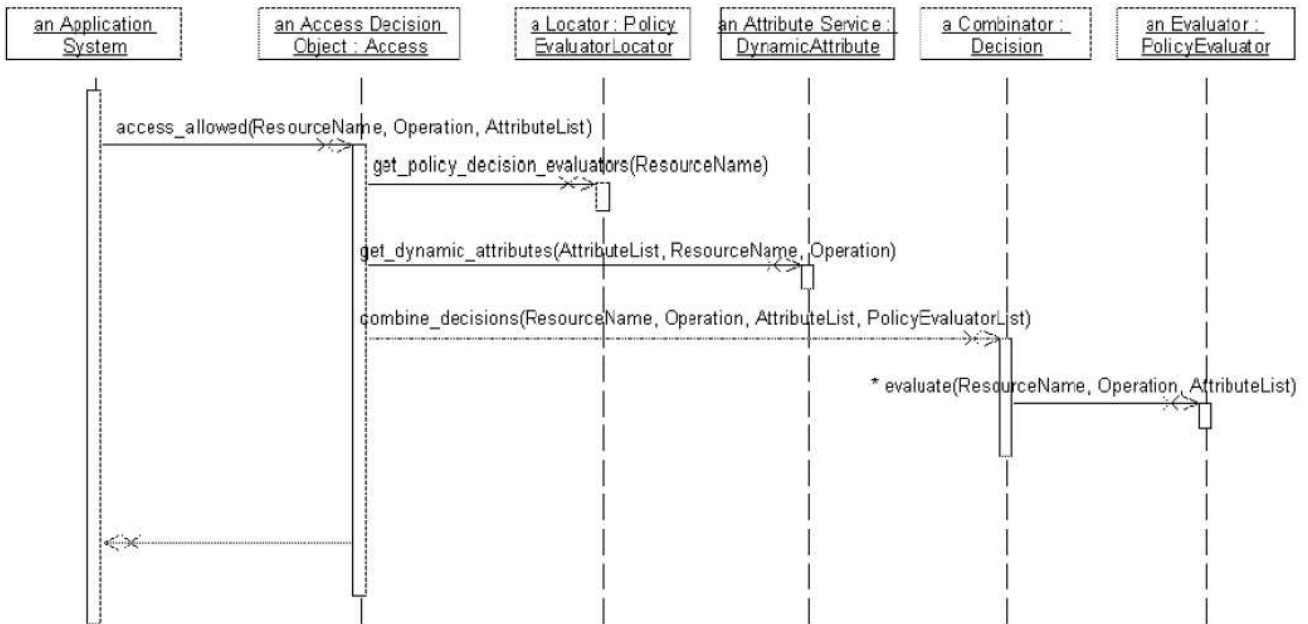 an Application
System
an Access Decision
Object : Access
a Locator : Policy
EvaluatorLocator
an Attribute Service :
DynamicAttribute
a Combinator :
Decision
an Evaluator :
PolicyEvaluator
access_allowed(ResourceName, Operation, AttributeList)
get_policy_decision_evaluators(ResourceName)
get_dynamic_attributes(AttributeList, ResourceName, Operation)
combine_decisions(ResourceName, Operation, AttributeList, PolicyEvaluatorList)
* evaluate(ResourceName, Operation, AttributeList)